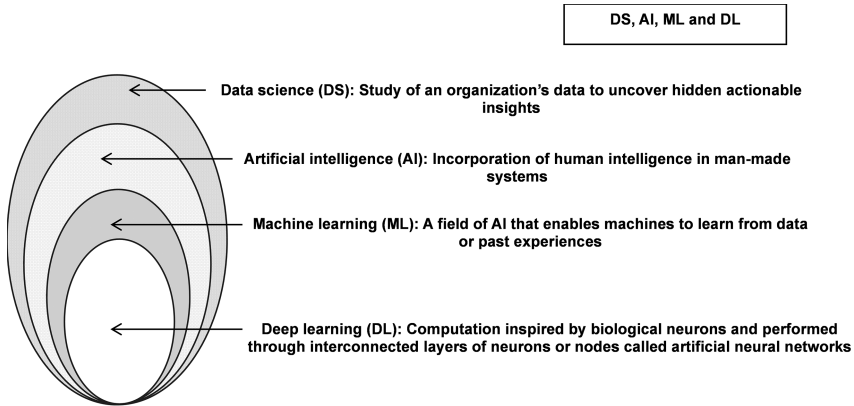 DS, AI, ML and DL
Data science (DS): Study of an organization's data to uncover hidden actionable
insights
Artificial intelligence (AI): Incorporation of human intelligence in man-made
systems
Machine learning (ML): A field of AI that enables machines to learn from data
or past experiences
Deep learning (DL): Computation inspired by biological neurons and performed
through interconnected layers of neurons or nodes called artificial neural networks